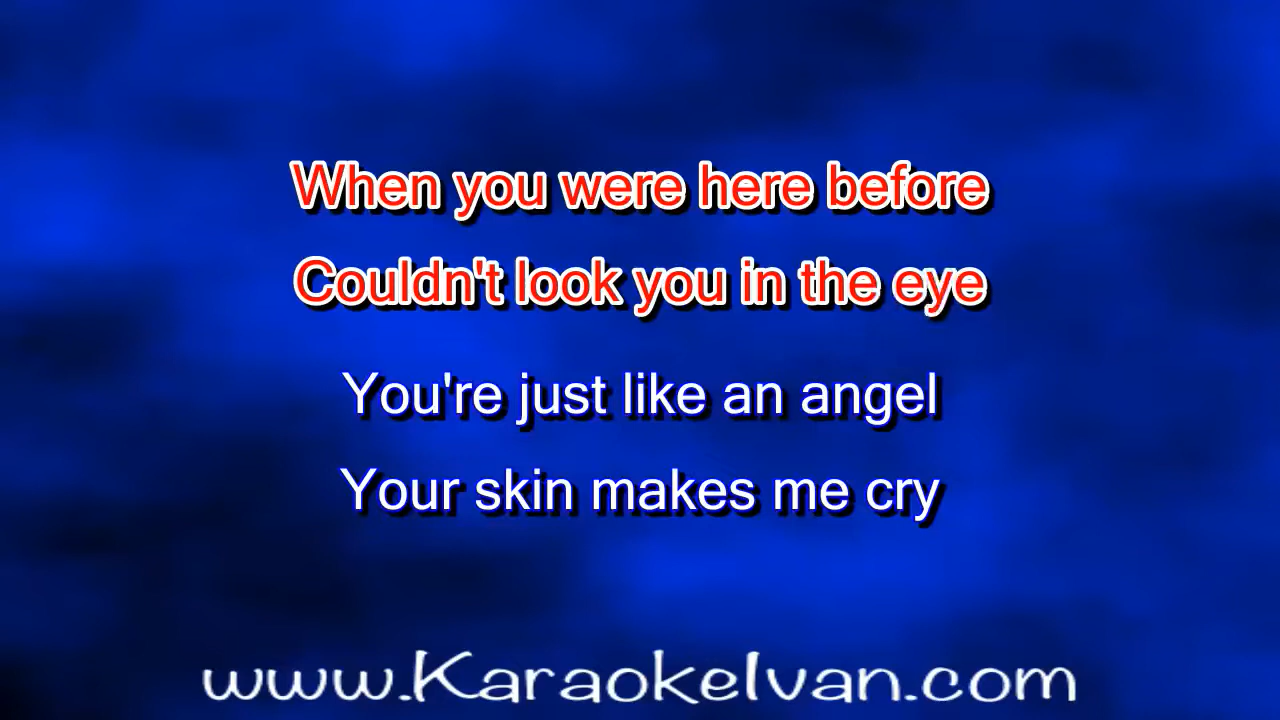 When you were here before
Couldn't look you in the eye
You're just like an angel
Your skin makes me cry
www.KaraokeIvan.com